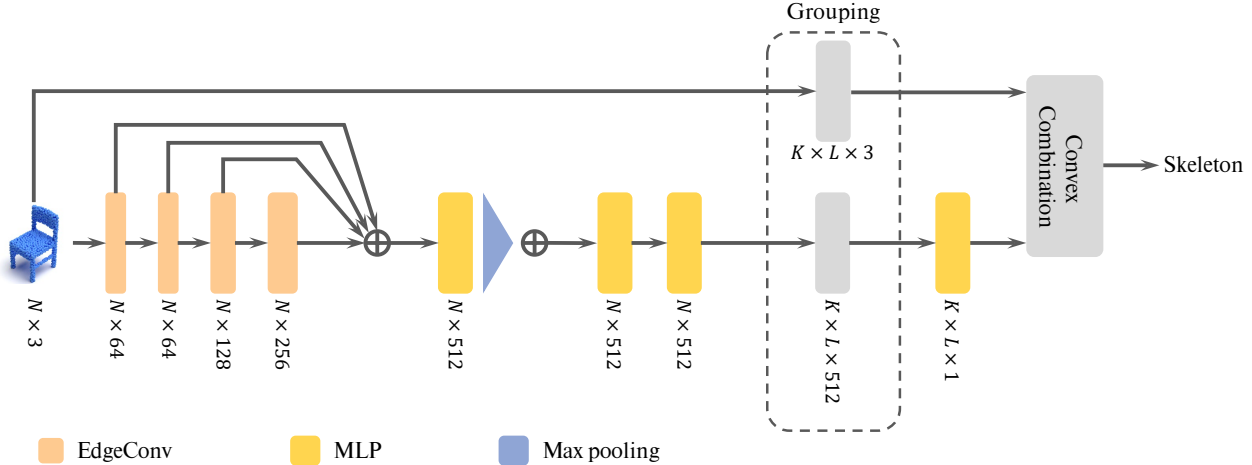 Grouping
K × L × 3
Convex
Combination
Skeleton
N × 3
N × 64
N × 64
N × 128
N × 256
N × 512
N × 512
N × 512
K × L × 512
K × L × 1
EdgeConv
MLP
Max pooling